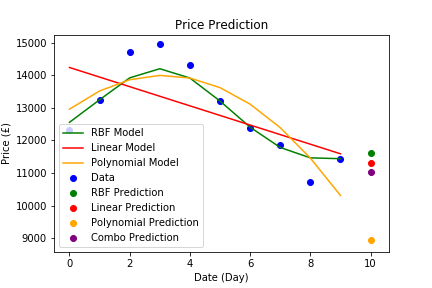 Price Prediction
Price (£)
15000
14000
13000
12000
11000
10000
9000
RBF Model
Linear Model
Polynomial Model
Data
RBF Prediction
Linear Prediction
Polynomial Prediction
Combo Prediction
0
2
4
6
8
10
Date (Day)